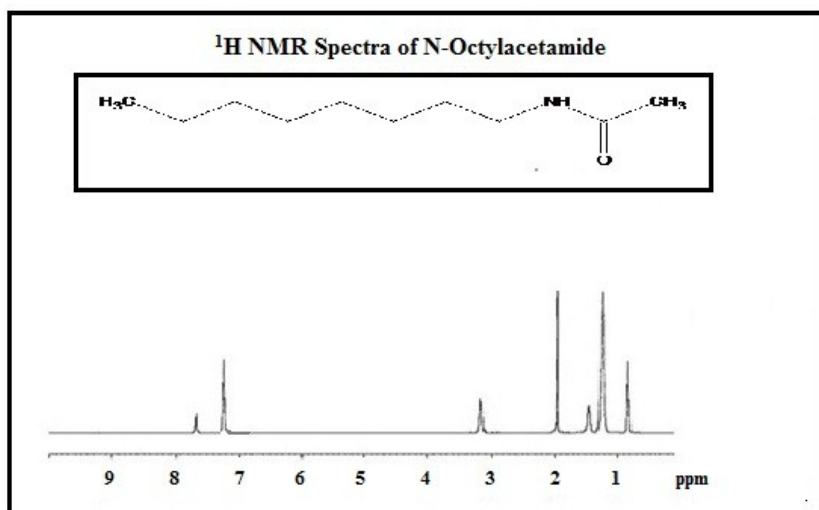 ¹H NMR Spectra of N-Octylacetamide
H₃C NH CH₃
O
9 8 7 6 5 4 3 2 1 ppm